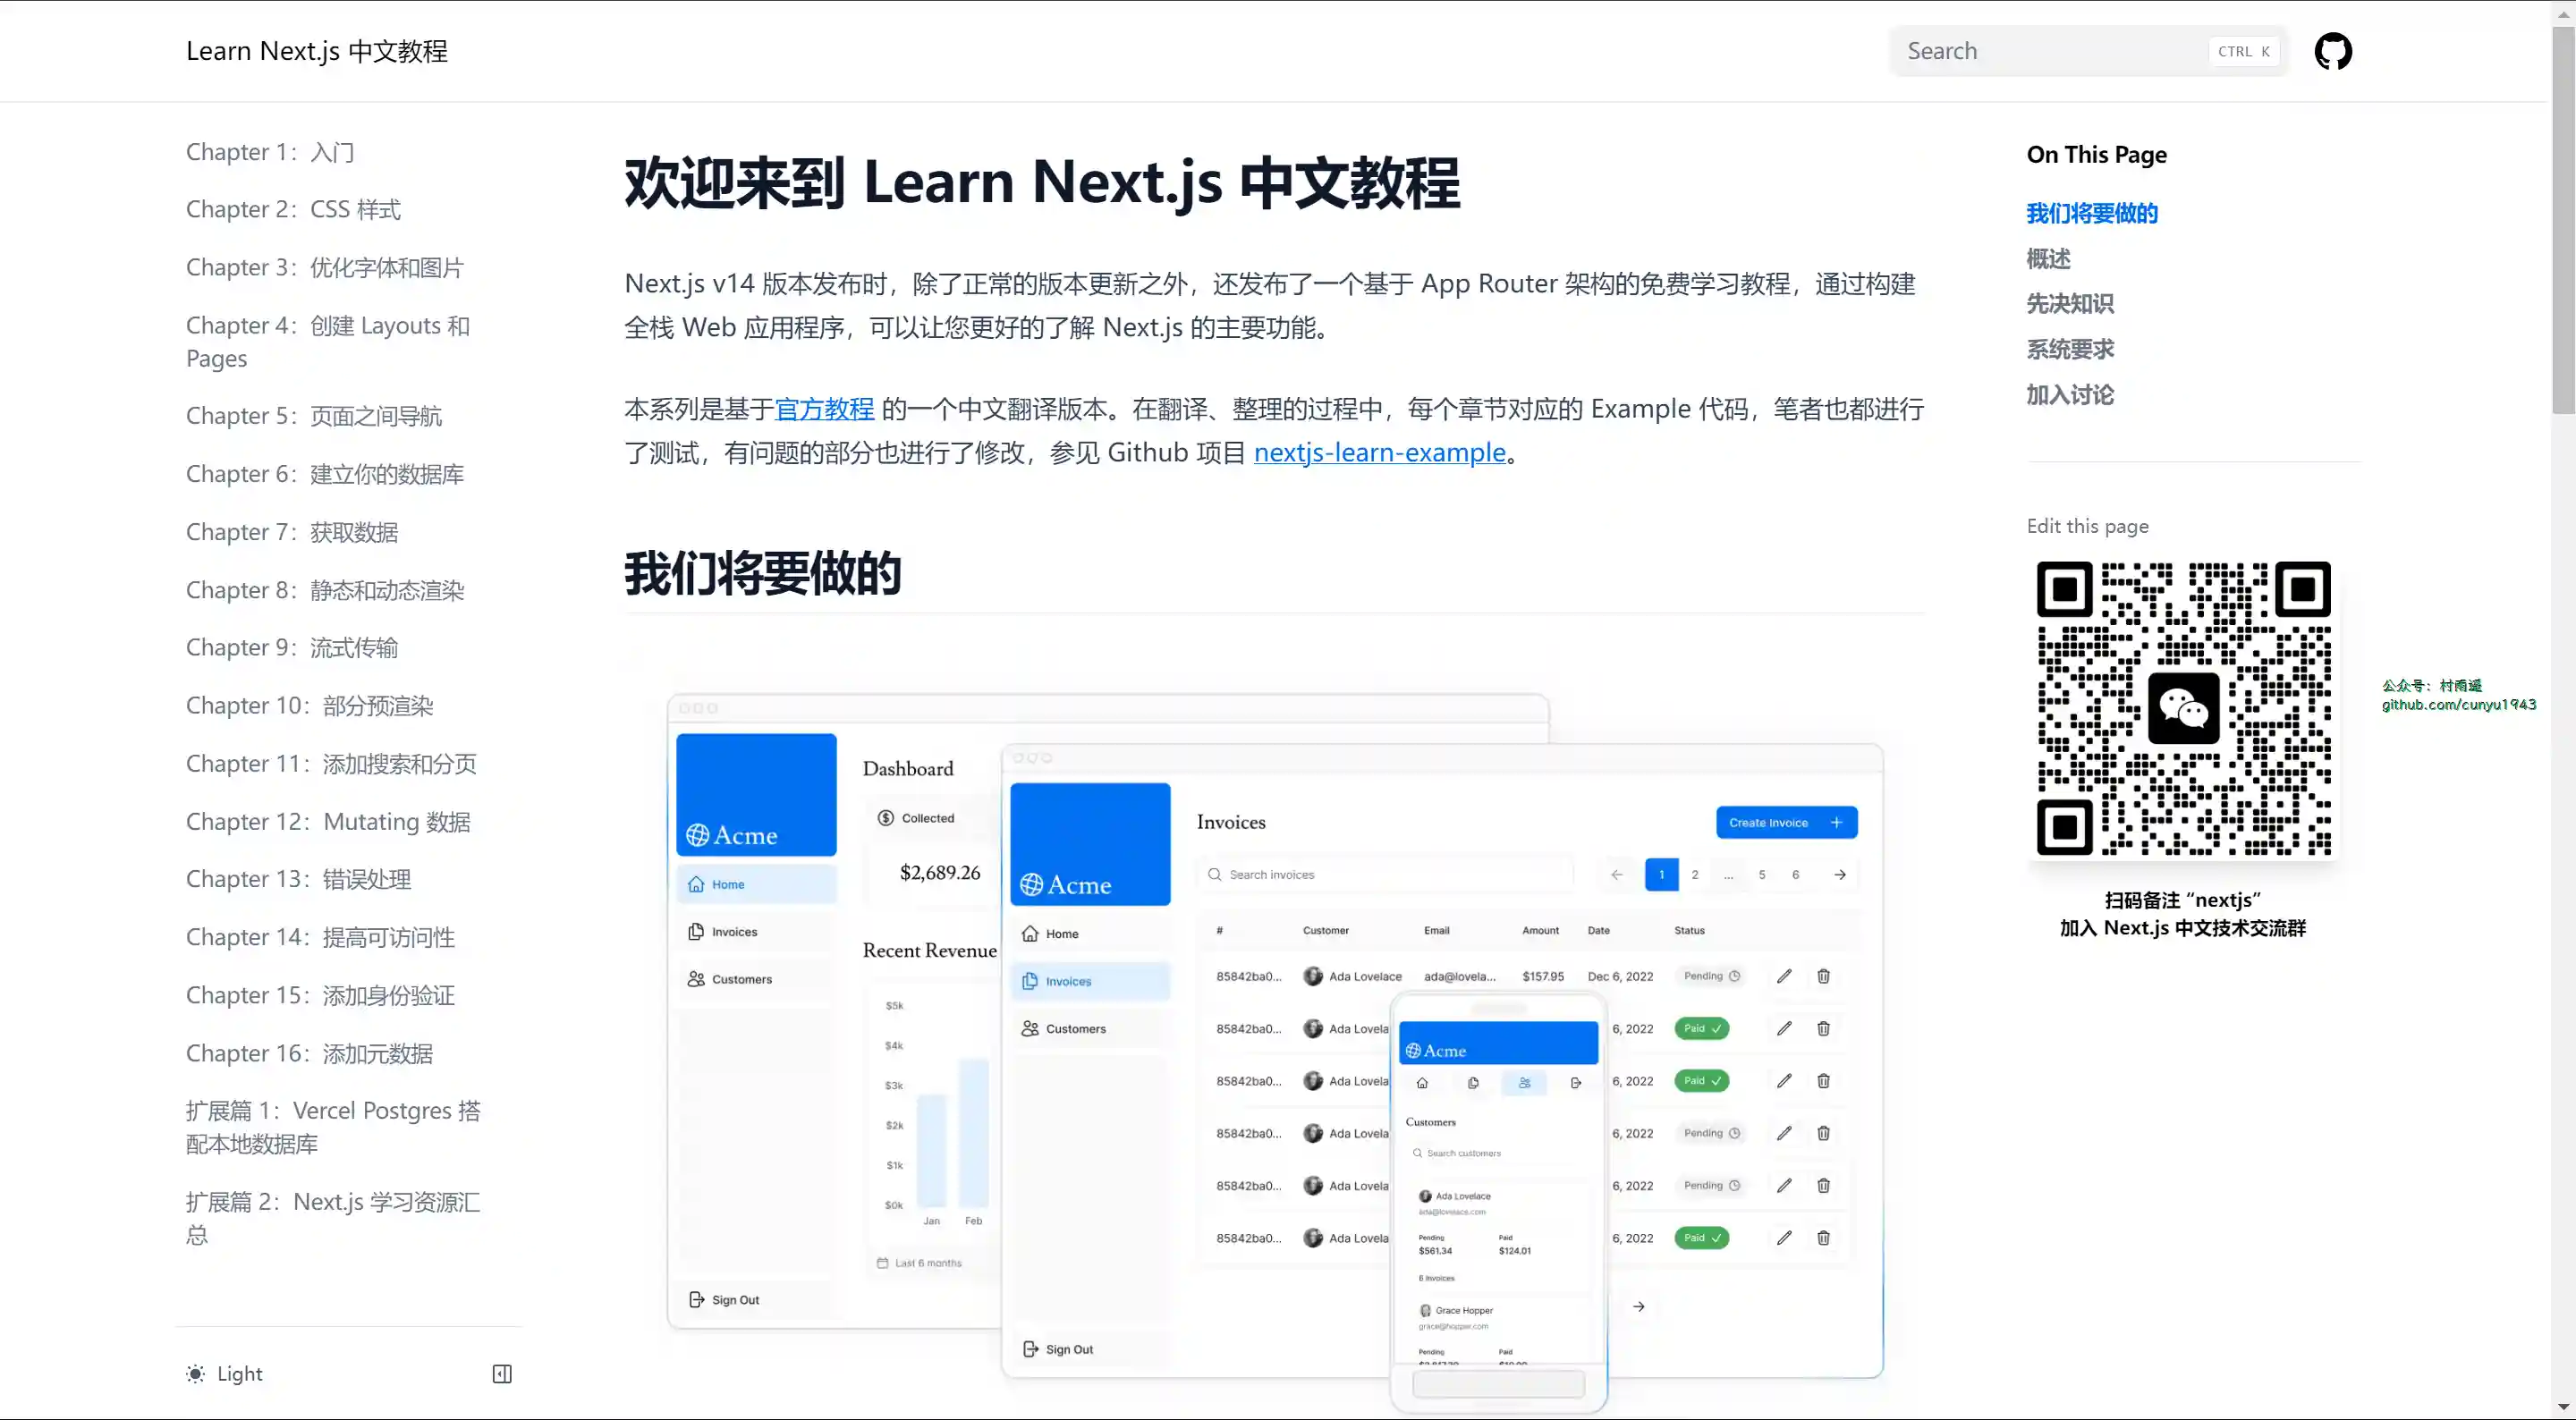 Learn Next.js 中文教程
Search
CTRL K
Chapter 1：入门
Chapter 2：CSS 样式
Chapter 3：优化字体和图片
Chapter 4：创建 Layouts 和
Pages
Chapter 5：页面之间导航
Chapter 6：建立你的数据库
Chapter 7：获取数据
Chapter 8：静态和动态渲染
Chapter 9：流式传输
Chapter 10：部分预渲染
Chapter 11：添加搜索和分页
Chapter 12：Mutating 数据
Chapter 13：错误处理
Chapter 14：提高可访问性
Chapter 15：添加身份验证
Chapter 16：添加元数据
扩展篇 1：Vercel Postgres 搭
配本地数据库
扩展篇 2：Next.js 学习资源汇
总
Light
欢迎来到 Learn Next.js 中文教程
Next.js v14 版本发布时，除了正常的版本更新之外，还发布了一个基于 App Router 架构的免费学习教程，通过构建
全栈 Web 应用程序，可以让您更好的了解 Next.js 的主要功能。
本系列是基于官方教程 的一个中文翻译版本。在翻译、整理的过程中，每个章节对应的 Example 代码，笔者也都进行
了测试，有问题的部分也进行了修改，参见 Github 项目 nextjs-learn-example。
我们将要做的
Acme
Home
Invoices
Customers
Sign Out
Dashboard
Collected
$2,689.26
Recent Revenue
$5k
$4k
$3k
$2k
$1k
$0k
Jan Feb
Last 6 months
Acme
Home
Invoices
Customers
Sign Out
Invoices
Create Invoice +
Search invoices
1 2 ... 5 6
# Customer Email Amount Date Status
85842ba0... Ada Lovelace ada@lovela... $157.95 Dec 6, 2022 Pending
85842ba0... Ada Lovela 6, 2022 Paid
85842ba0... Ada Lovela 6, 2022 Paid
85842ba0... Ada Lovela 6, 2022 Pending
85842ba0... Ada Lovela 6, 2022 Pending
85842ba0... Ada Lovela 6, 2022 Paid
Acme
Customers
Search customers
Ada Lovelace
ada@lovelace.com
Pending Paid
$561.34 $124.01
6 Invoices
Grace Hopper
grace@hopper.com
Pending Paid
On This Page
我们将要做的
概述
先决知识
系统要求
加入讨论
Edit this page
扫码备注 “nextjs”
加入 Next.js 中文技术交流群
公众号：村雨遥
github.com/cunyu1943